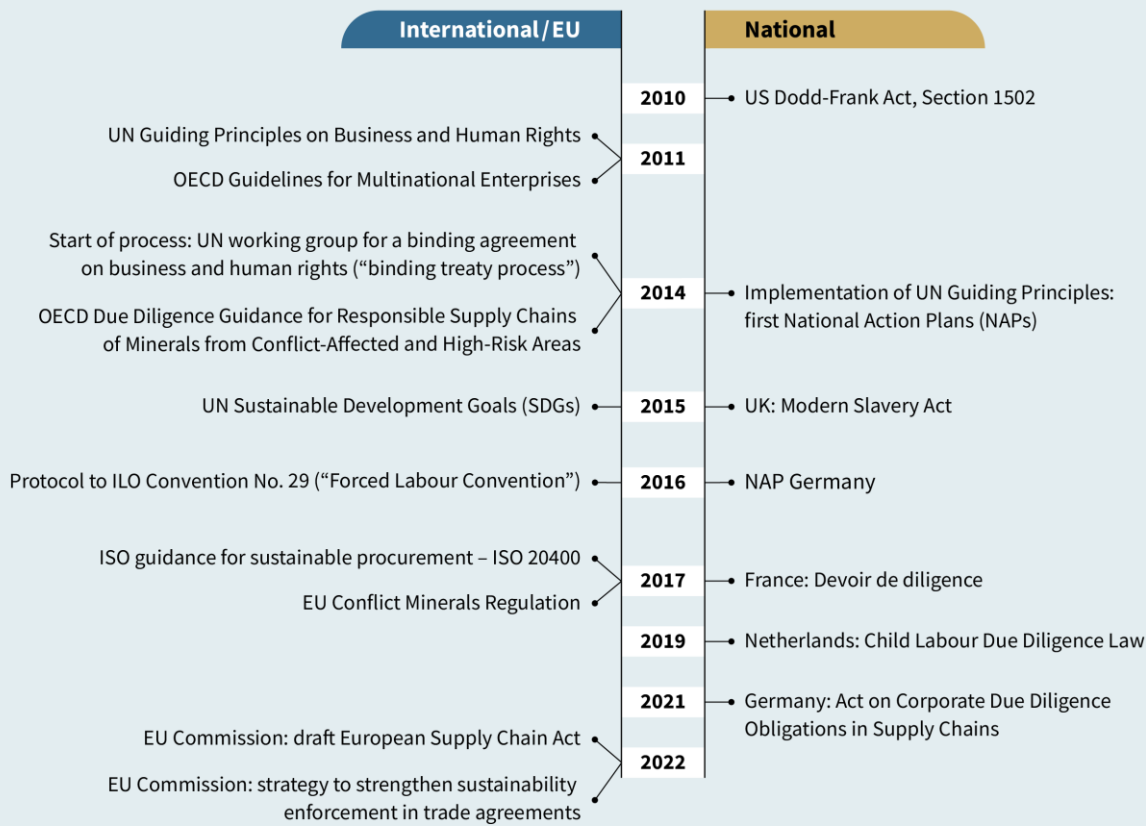 International/EU
National
2010
US Dodd-Frank Act, Section 1502
UN Guiding Principles on Business and Human Rights
OECD Guidelines for Multinational Enterprises
2011
Start of process: UN working group for a binding agreement
on business and human rights (“binding treaty process”)
OECD Due Diligence Guidance for Responsible Supply Chains
of Minerals from Conflict-Affected and High-Risk Areas
2014
Implementation of UN Guiding Principles:
first National Action Plans (NAPs)
UN Sustainable Development Goals (SDGs)
2015
UK: Modern Slavery Act
Protocol to ILO Convention No. 29 (“Forced Labour Convention”)
2016
NAP Germany
ISO guidance for sustainable procurement – ISO 20400
EU Conflict Minerals Regulation
2017
France: Devoir de diligence
2019
Netherlands: Child Labour Due Diligence Law
2021
Germany: Act on Corporate Due Diligence
Obligations in Supply Chains
EU Commission: draft European Supply Chain Act
EU Commission: strategy to strengthen sustainability
enforcement in trade agreements
2022